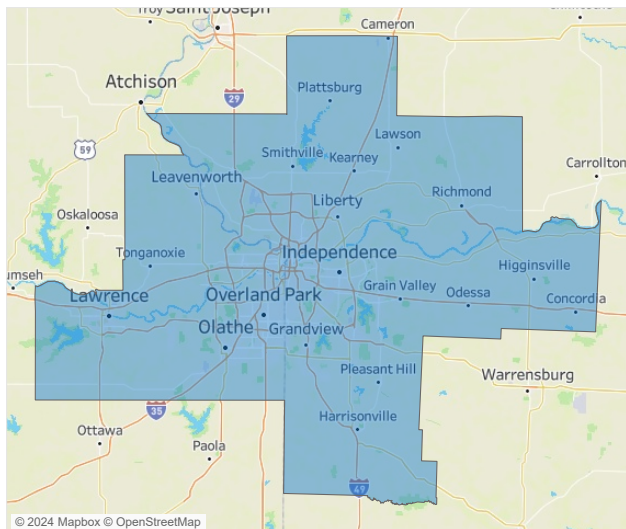 Troy
Saint Joseph
Cameron
Atchison
Plattsburg
29
59
Lawson
Smithville
Kearney
Carrollton
Leavenworth
Richmond
Liberty
Oskaloosa
Tonganoxie
Independence
umseh
Higginsville
Lawrence
Overland Park
Grain Valley
Odessa
Concordia
Olathe
Grandview
Pleasant Hill
Warrensburg
35
Harrisonville
Ottawa
Paola
49
© 2024 Mapbox © OpenStreetMap